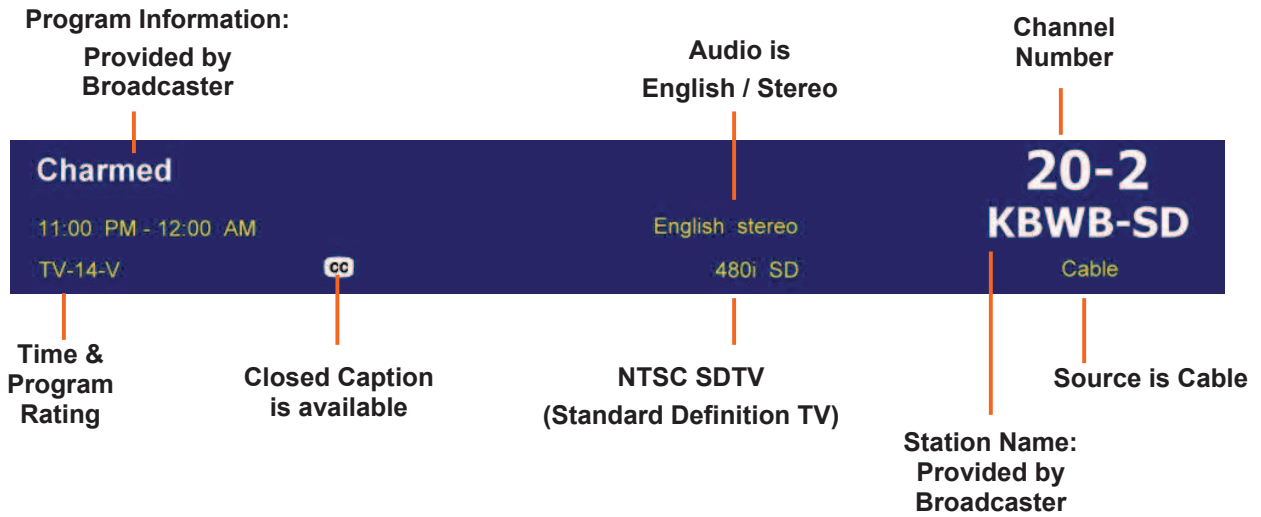 Program Information:
Provided by
Broadcaster
Audio is
English / Stereo
Channel
Number
Charmed
20-2
11:00 PM - 12:00 AM
English stereo
KBWB-SD
TV-14-V
cc
480i SD
Cable
Time &
Program
Rating
Closed Caption
is available
NTSC SDTV
(Standard Definition TV)
Source is Cable
Station Name:
Provided by
Broadcaster